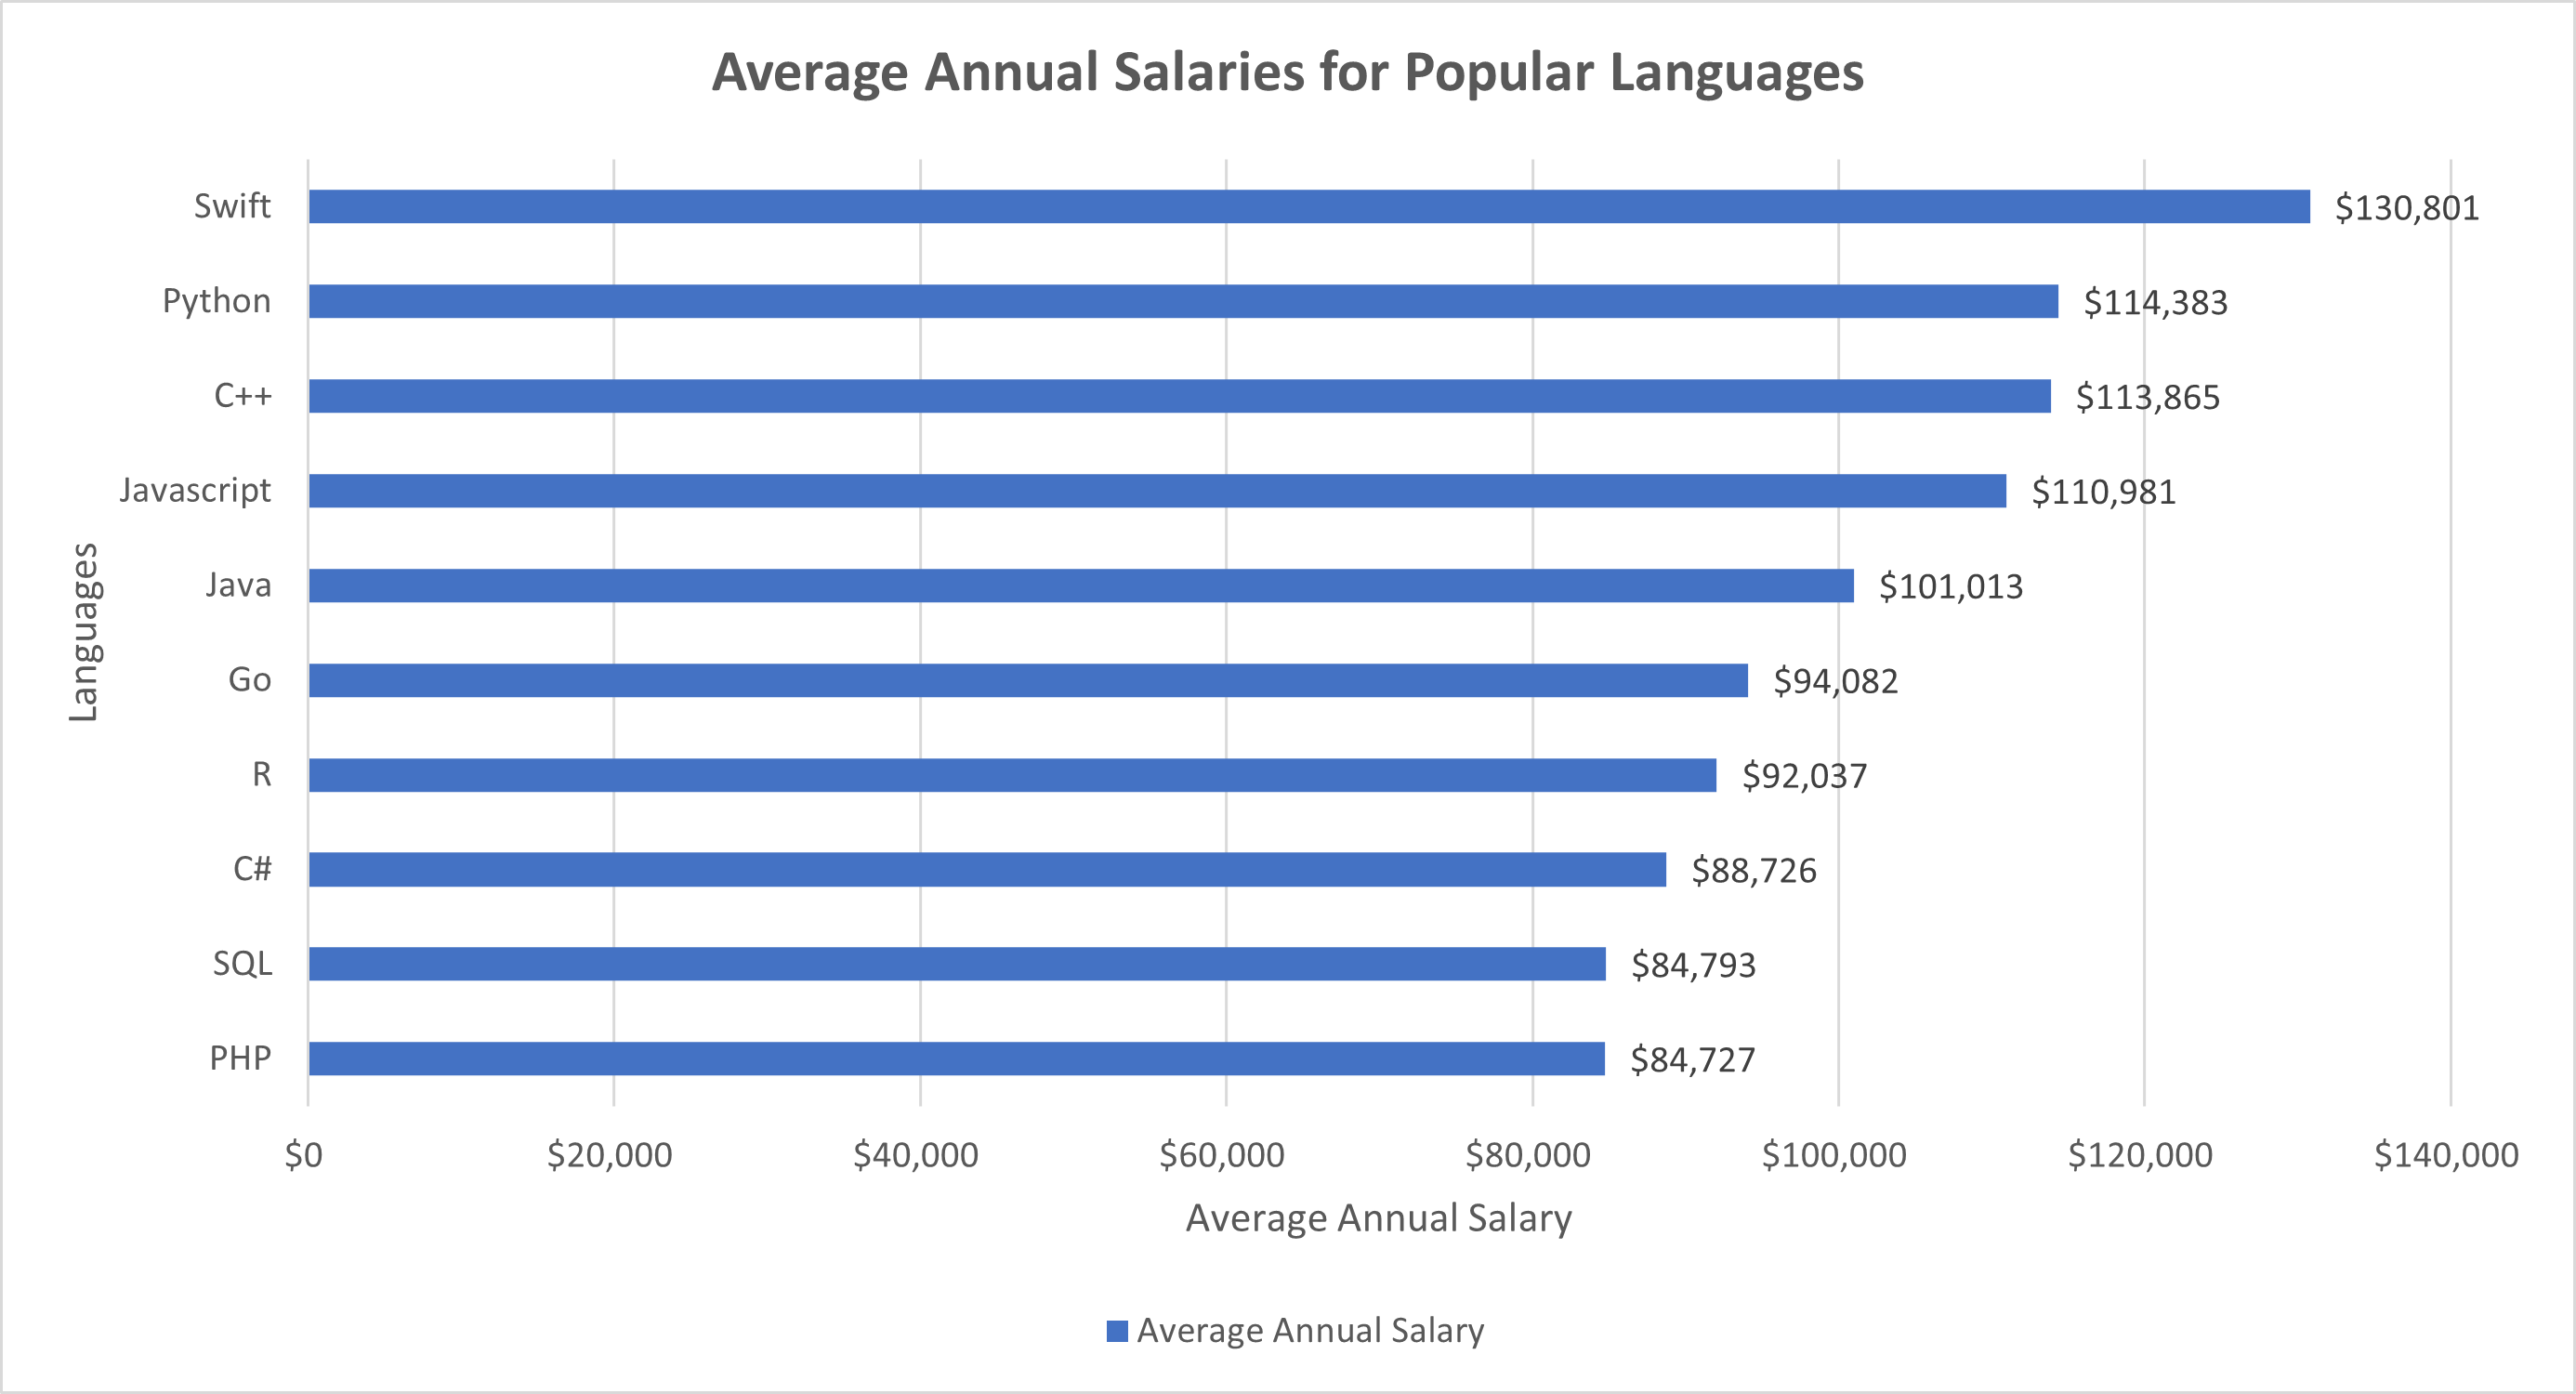 Average Annual Salaries for Popular Languages
Languages
Swift $130,801
Python $114,383
C++ $113,865
Javascript $110,981
Java $101,013
Go $94,082
R $92,037
C# $88,726
SQL $84,793
PHP $84,727
$0 $20,000 $40,000 $60,000 $80,000 $100,000 $120,000 $140,000
Average Annual Salary
Average Annual Salary